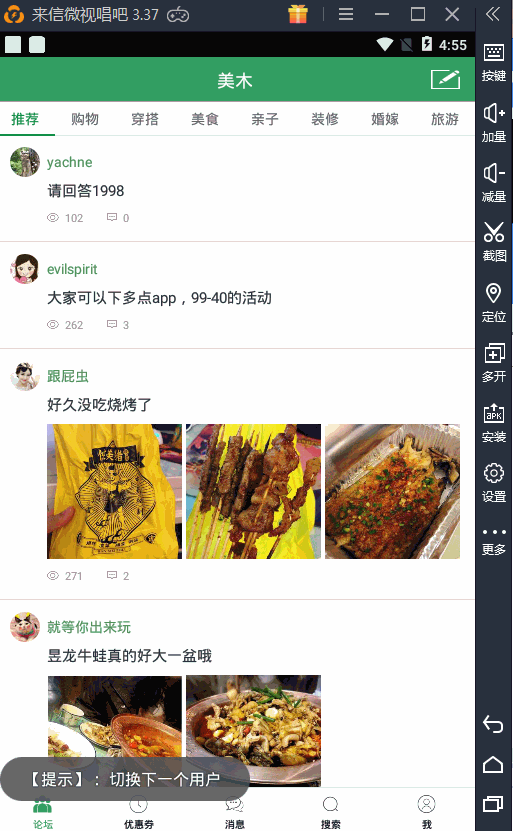 来信微视唱吧 3.37
4:55
美木
推荐 购物 穿搭 美食 亲子 装修 婚嫁 旅游
yachne
请回答1998
102 0
evilspirit
大家可以下多点app，99-40的活动
262 3
跟屁虫
好久没吃烧烤了
271 2
就等你出来玩
昱龙牛蛙真的好大一盆哦
【提示】：切换下一个用户
论坛 优惠券 消息 搜索 我
按键
加量
减量
截图
定位
多开
APK
安装
设置
更多